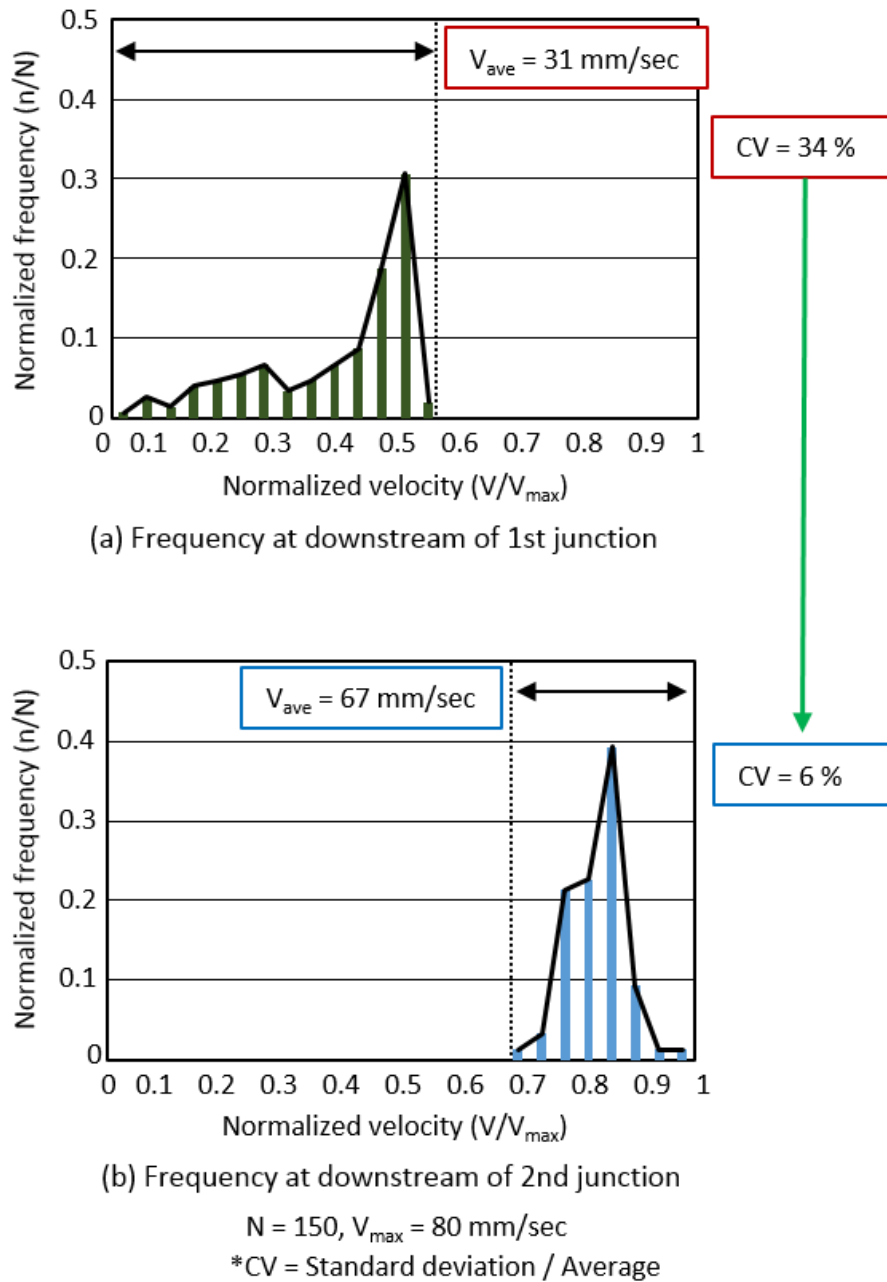 0.5
V_ave = 31 mm/sec
0.4
CV = 34 %
0.3
0.2
0.1
0
Normalized frequency (n/N)
0 0.1 0.2 0.3 0.4 0.5 0.6 0.7 0.8 0.9 1
Normalized velocity (V/V_max)
(a) Frequency at downstream of 1st junction
0.5
V_ave = 67 mm/sec
0.4
CV = 6 %
0.3
0.2
0.1
0
Normalized frequency (n/N)
0 0.1 0.2 0.3 0.4 0.5 0.6 0.7 0.8 0.9 1
Normalized velocity (V/V_max)
(b) Frequency at downstream of 2nd junction
N = 150, V_max = 80 mm/sec
*CV = Standard deviation / Average